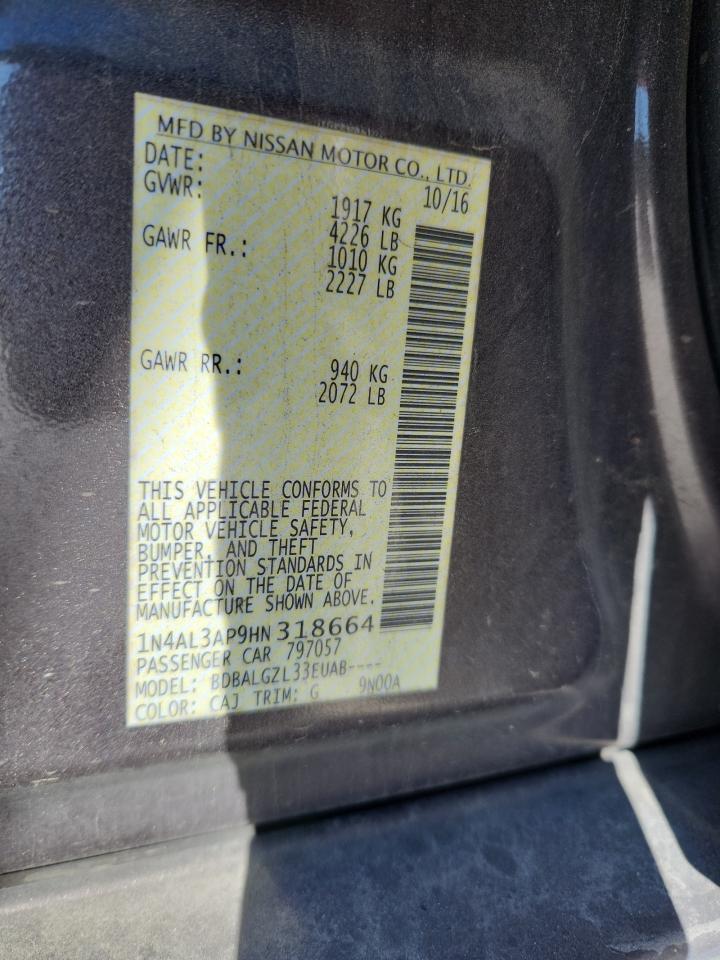 MFD BY NISSAN MOTOR CO., LTD.
DATE: 10/16
GVWR: 1917 KG
4226 LB
GAWR FR.: 1010 KG
2227 LB
GAWR RR.: 940 KG
2072 LB
THIS VEHICLE CONFORMS TO
ALL APPLICABLE FEDERAL
MOTOR VEHICLE SAFETY,
BUMPER, AND THEFT
PREVENTION STANDARDS IN
EFFECT ON THE DATE OF
MANUFACTURE SHOWN ABOVE.
1N4AL3AP9HN 318664
PASSENGER CAR 797057
MODEL: BDBALGZL33EUAB----
COLOR: CAJ TRIM: G 9N00A